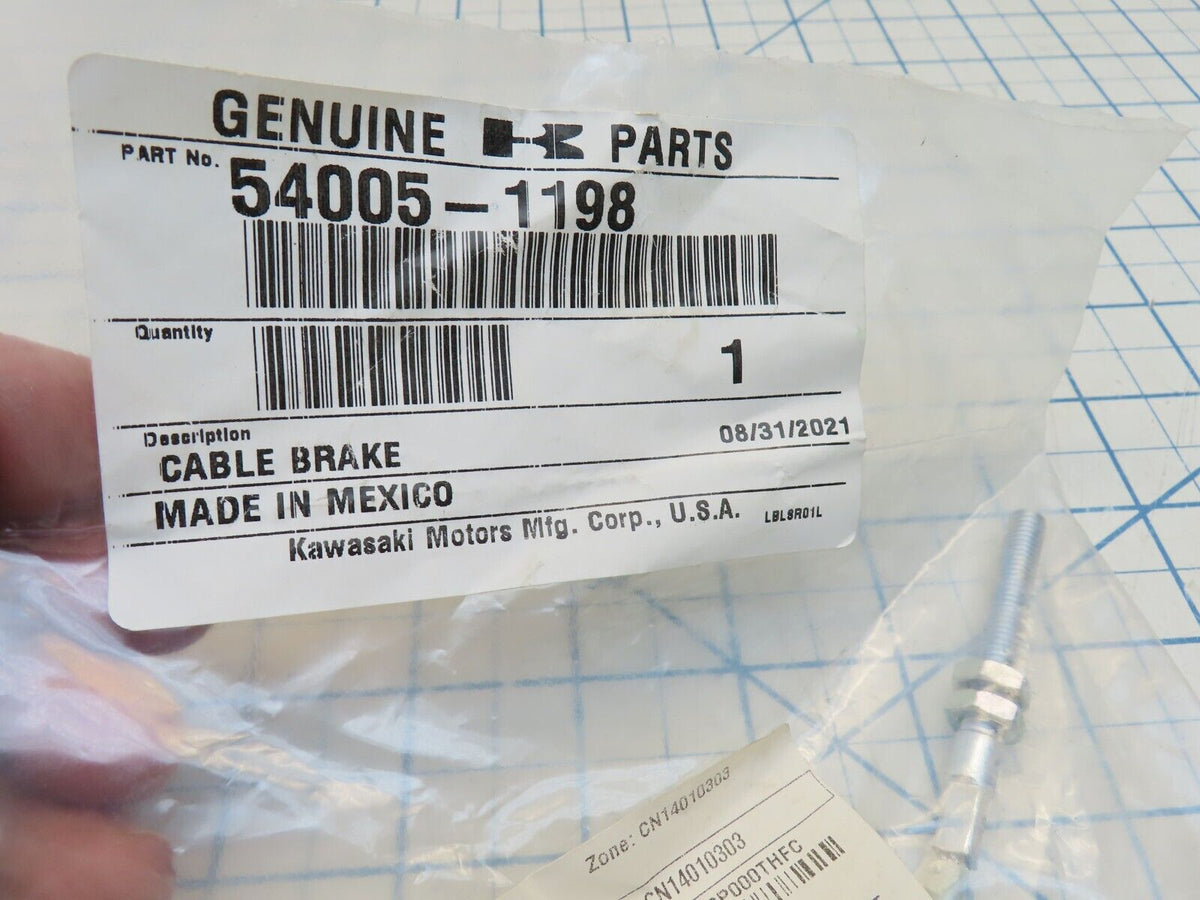 GENUINE PARTS
PART No. 54005-1198
Quantity
1
Description
08/31/2021
CABLE BRAKE
MADE IN MEXICO
Kawasaki Motors Mfg. Corp., U.S.A. LBLSR01L
Zone: CN14010303
CN14010303